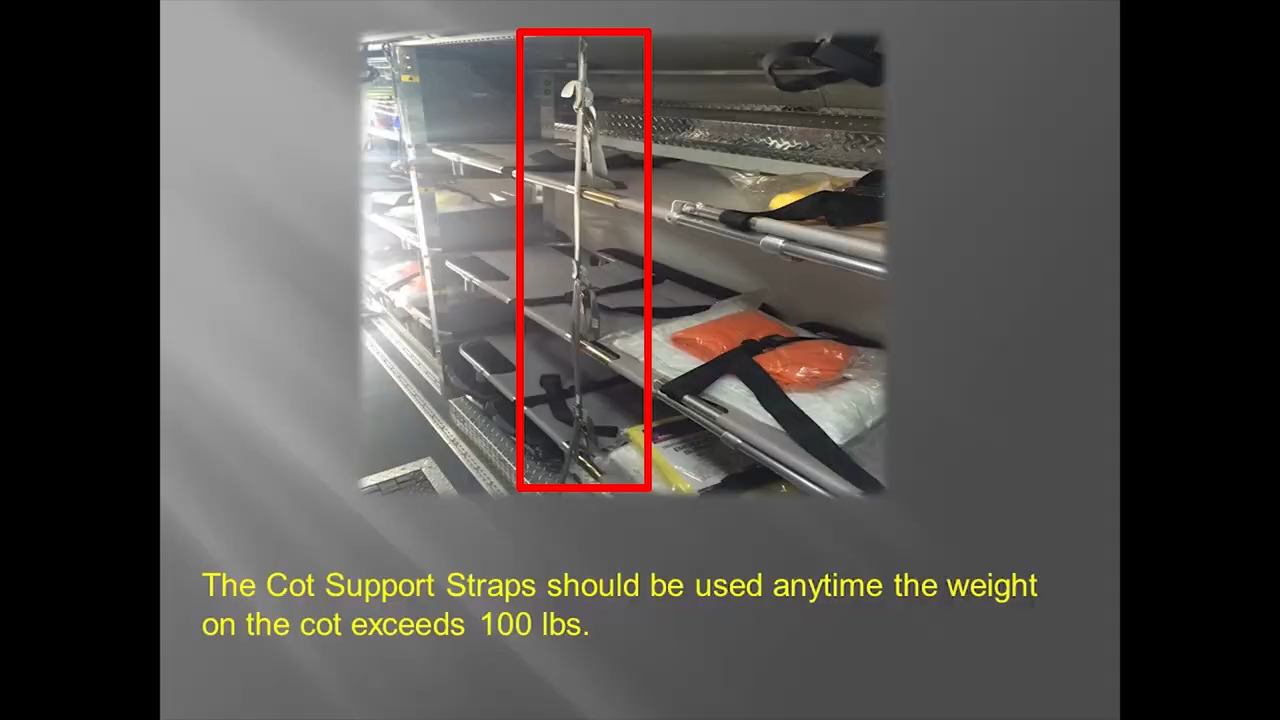 The Cot Support Straps should be used anytime the weight
on the cot exceeds 100 lbs.